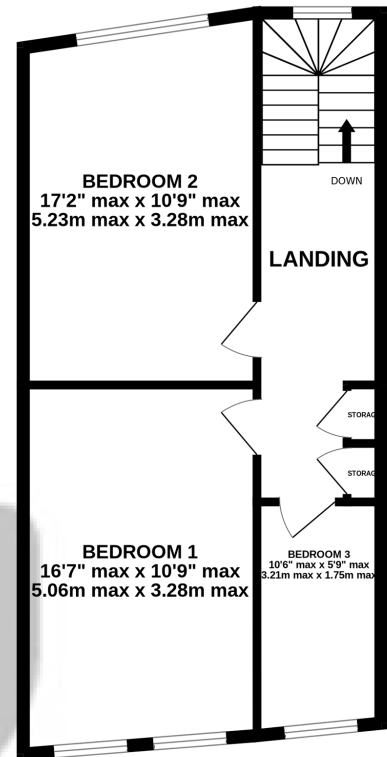 BEDROOM 2
17'2" max x 10'9" max
5.23m max x 3.28m max
DOWN
LANDING
STORAG
STORAG
BEDROOM 1
16'7" max x 10'9" max
5.06m max x 3.28m max
BEDROOM 3
10'6" max x 5'9" max
3.21m max x 1.75m max